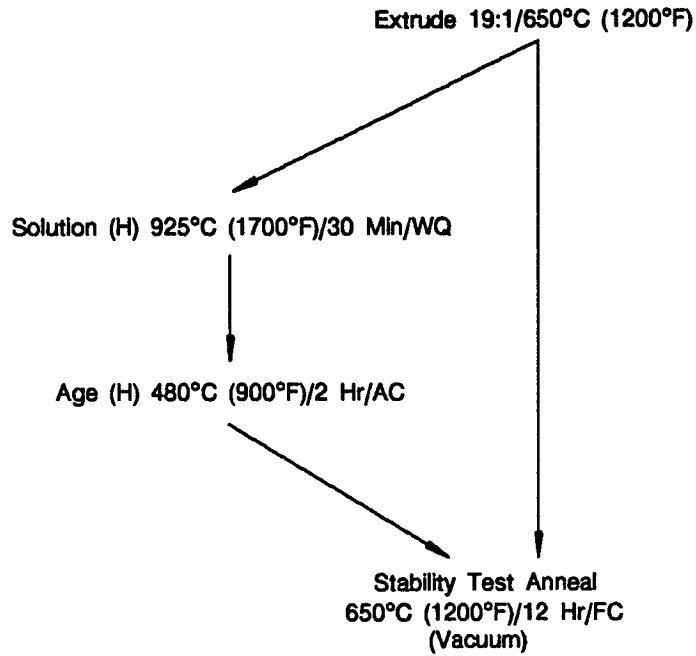 Extrude 19:1/650°C (1200°F)
Solution (H) 925°C (1700°F)/30 Min/WQ
Age (H) 480°C (900°F)/2 Hr/AC
Stability Test Anneal
650°C (1200°F)/12 Hr/FC
(Vacuum)